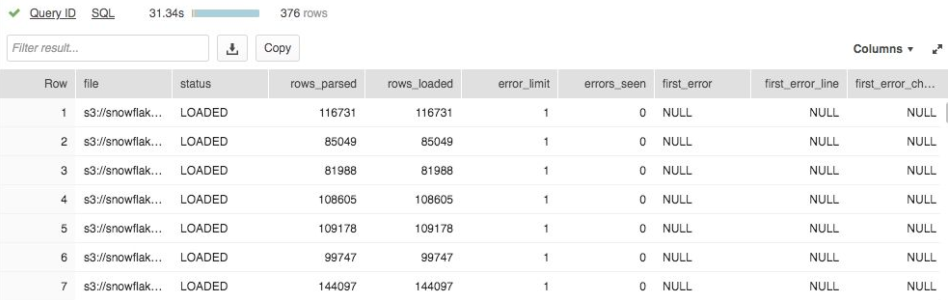 Query ID SQL 31.34s 376 rows
Filter result... Copy Columns
Row file status rows_parsed rows_loaded error_limit errors_seen first_error first_error_line first_error_ch...
1 s3://snowflak... LOADED 116731 116731 1 0 NULL NULL NULL
2 s3://snowflak... LOADED 85049 85049 1 0 NULL NULL NULL
3 s3://snowflak... LOADED 81988 81988 1 0 NULL NULL NULL
4 s3://snowflak... LOADED 108605 108605 1 0 NULL NULL NULL
5 s3://snowflak... LOADED 109178 109178 1 0 NULL NULL NULL
6 s3://snowflak... LOADED 99747 99747 1 0 NULL NULL NULL
7 s3://snowflak... LOADED 144097 144097 1 0 NULL NULL NULL